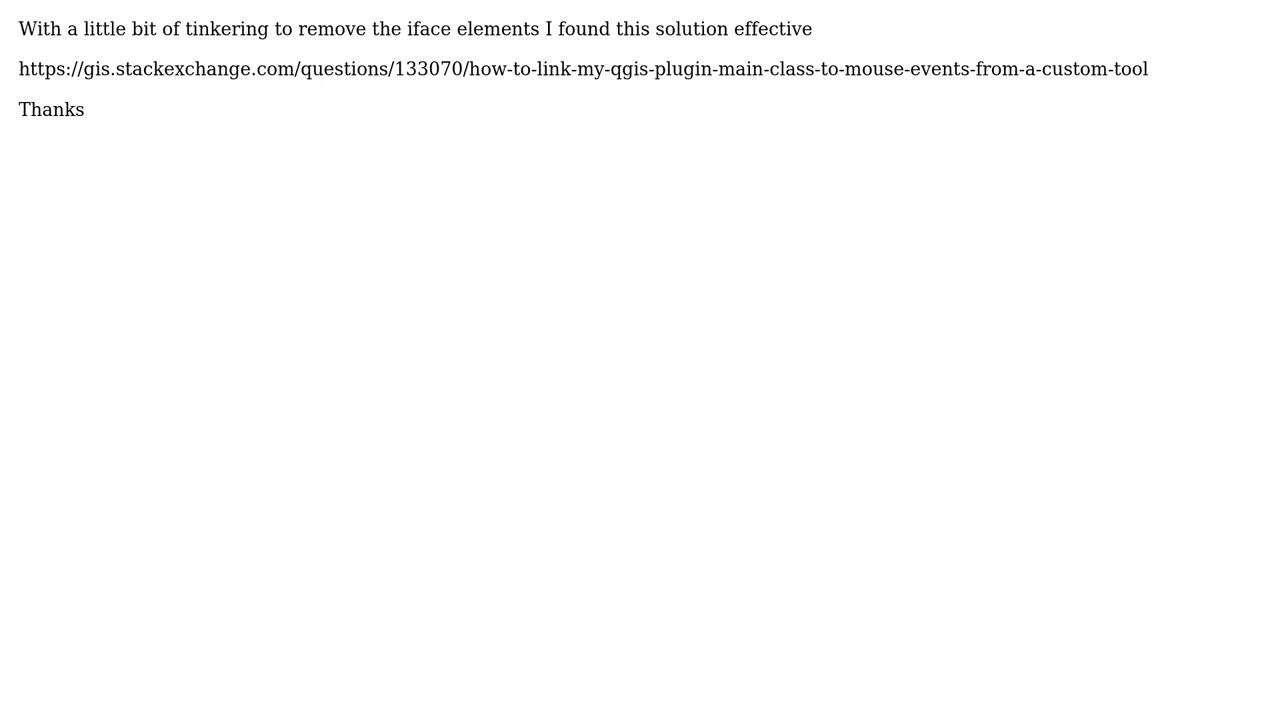 With a little bit of tinkering to remove the iface elements I found this solution effective
https://gis.stackexchange.com/questions/133070/how-to-link-my-qgis-plugin-main-class-to-mouse-events-from-a-custom-tool
Thanks